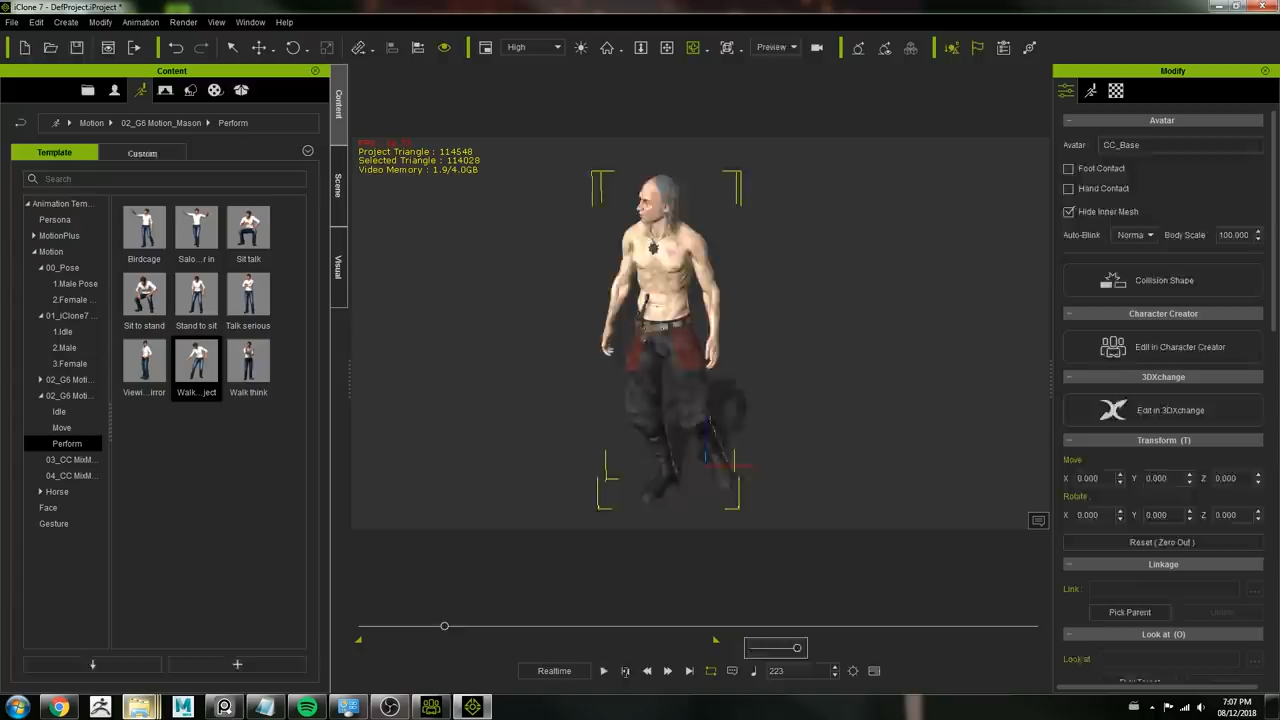 iClone 7 - DefProject.iProject *
File Edit Create Modify Animation Render View Window Help
High
Preview
Content
Motion 02_G6 Motion_Mason Perform
Template Custom
Search
Animation Tem...
Persona
MotionPlus
Motion
00_Pose
1.Male Pose
2.Female ...
01_iClone7 ...
1.Idle
2.Male
3.Female
02_G6 Moti...
02_G6 Moti...
Idle
Move
Perform
03_CC MixM...
04_CC MixM...
Horse
Face
Gesture
Birdcage Salo...r in Sit talk
Sit to stand Stand to sit Talk serious
Viewi...irror Walk...ject Walk think
Content
Scene
Visual
Project Triangle : 114548
Selected Triangle : 114028
Video Memory : 1.9/4.0GB
Realtime
223
Modify
Avatar
Avatar CC_Base
Foot Contact
Hand Contact
Hide Inner Mesh
Auto-Blink Norma Body Scale 100.000
Collision Shape
Character Creator
Edit in Character Creator
3DXchange
Edit in 3DXchange
Transform (T)
Move
X 0.000 Y 0.000 Z 0.000
Rotate
X 0.000 Y 0.000 Z 0.000
Reset ( Zero Out )
Linkage
Link :
Pick Parent
Look at (O)
Look at
7:07 PM
08/12/2018